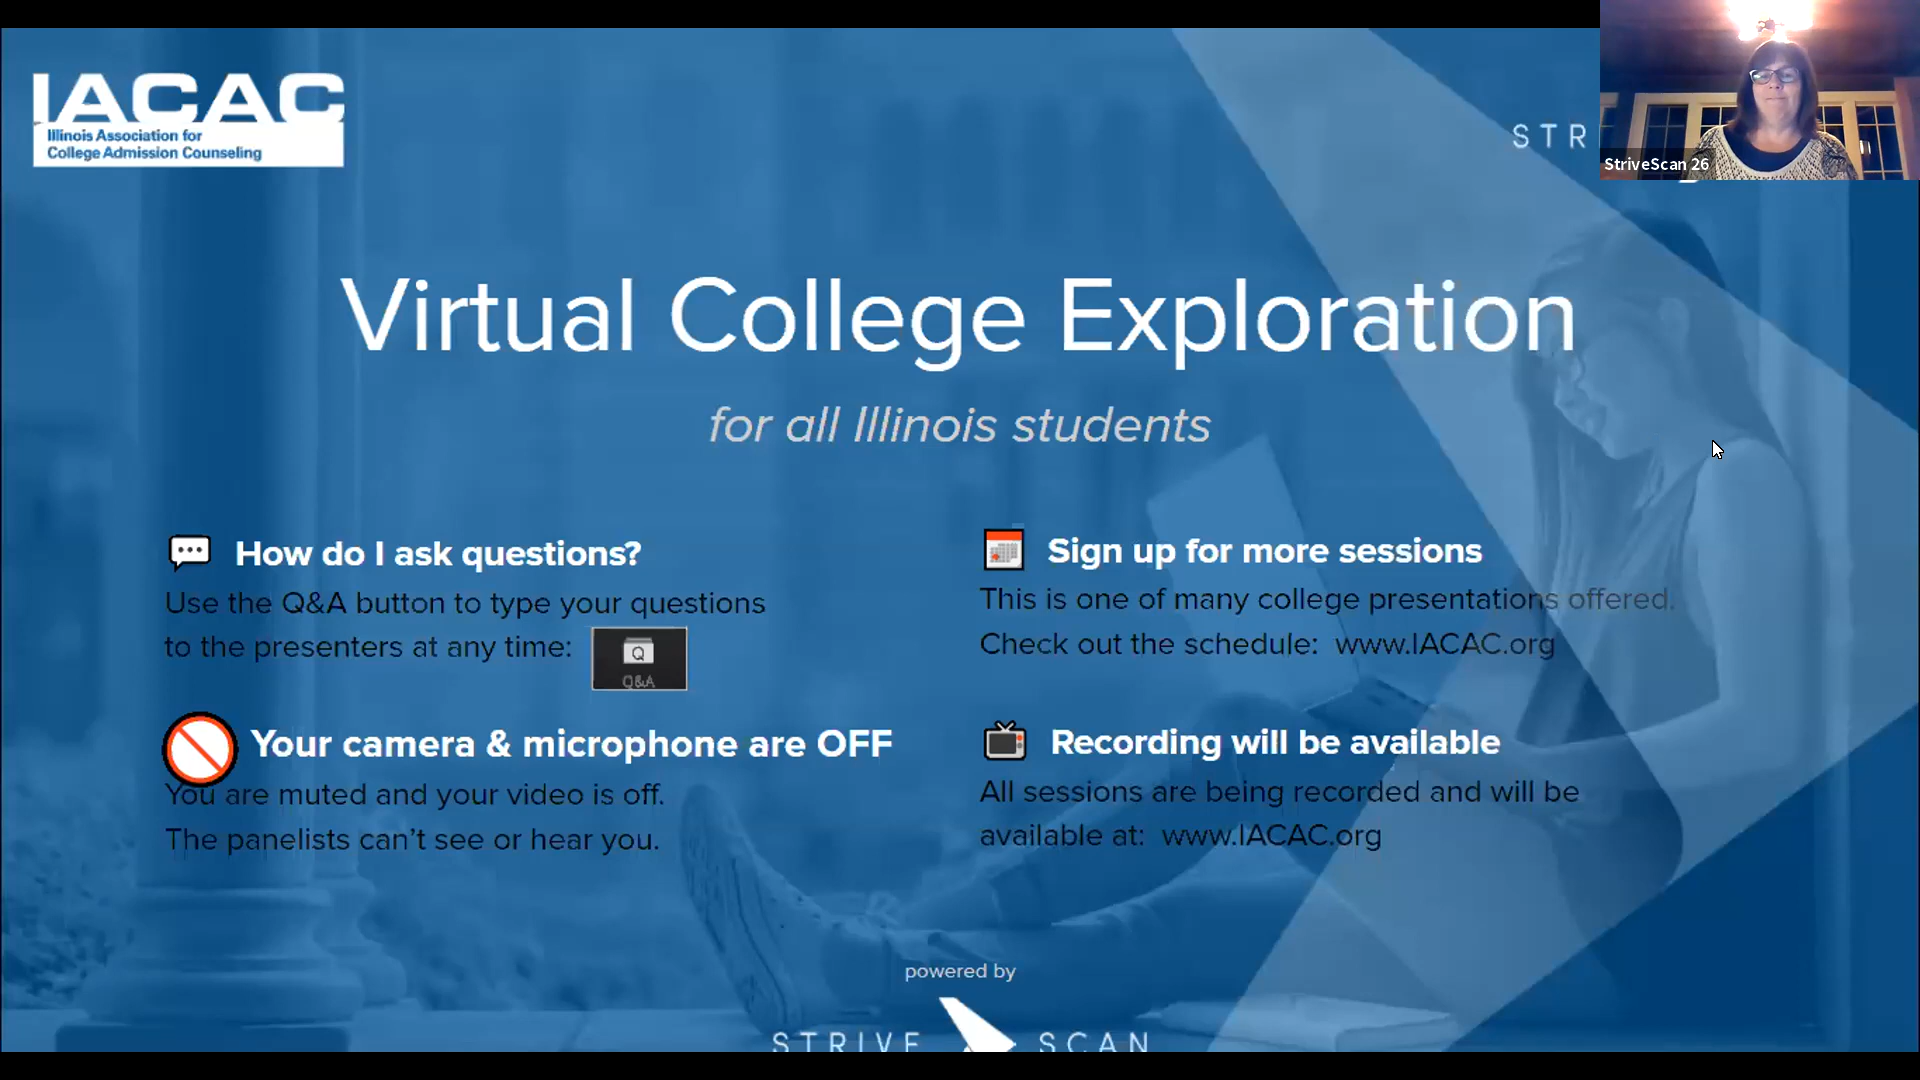 IACAC
Illinois Association for
College Admission Counseling
STR
StriveScan 26
Virtual College Exploration
for all Illinois students
How do I ask questions?
Use the Q&A button to type your questions
to the presenters at any time:
Q
Q&A
Your camera & microphone are OFF
You are muted and your video is off.
The panelists can't see or hear you.
Sign up for more sessions
This is one of many college presentations offered.
Check out the schedule: www.IACAC.org
Recording will be available
All sessions are being recorded and will be
available at: www.IACAC.org
powered by
STRIVE SCAN